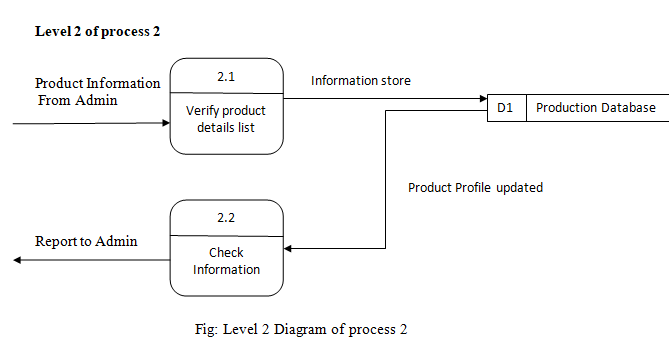 Level 2 of process 2
Product Information
From Admin
2.1
Verify product
details list
Information store
D1 Production Database
Product Profile updated
2.2
Check
Information
Report to Admin
Fig: Level 2 Diagram of process 2